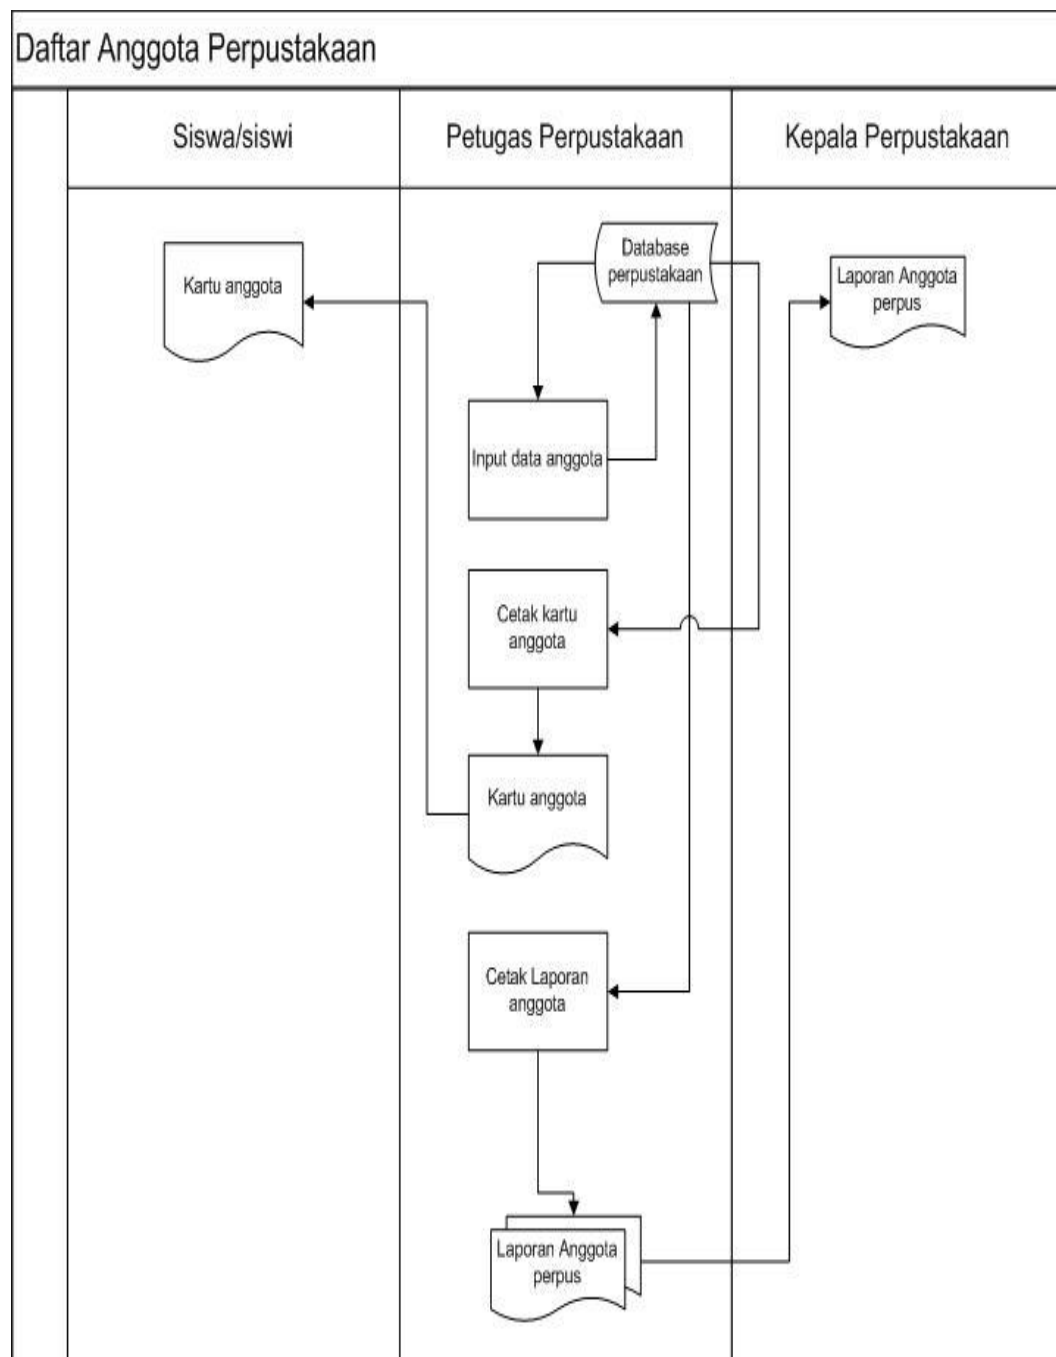 Daftar Anggota Perpustakaan
Siswa/siswi
Petugas Perpustakaan
Kepala Perpustakaan
Kartu anggota
Database
perpustakaan
Laporan Anggota
perpus
Input data anggota
Cetak kartu
anggota
Kartu anggota
Cetak Laporan
anggota
Laporan Anggota
perpus